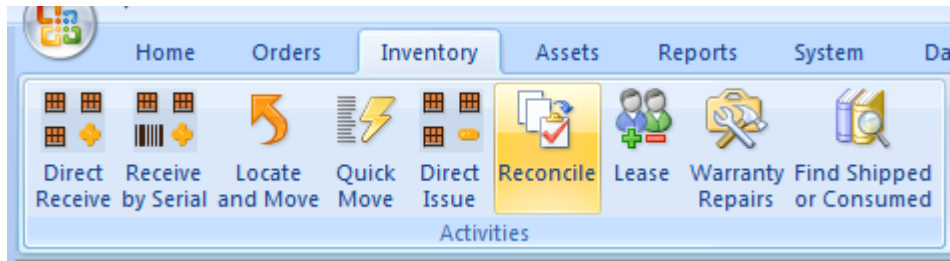 Home Orders Inventory Assets Reports System Da
Direct Receive Locate Quick Direct Reconcile Lease Warranty Find Shipped
Receive by Serial and Move Move Issue Repairs or Consumed
Activities